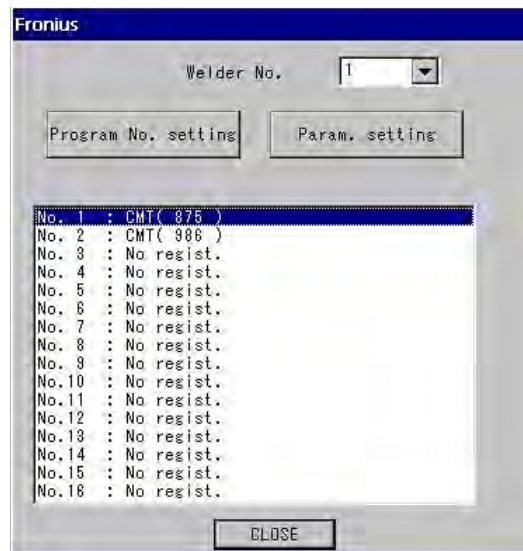 Fronius
Welder No. 1
Program No. setting Param. setting
No. 1 : CMT( 875 )
No. 2 : CMT( 986 )
No. 3 : No regist.
No. 4 : No regist.
No. 5 : No regist.
No. 6 : No regist.
No. 7 : No regist.
No. 8 : No regist.
No. 9 : No regist.
No.10 : No regist.
No.11 : No regist.
No.12 : No regist.
No.13 : No regist.
No.14 : No regist.
No.15 : No regist.
No.16 : No regist.
CLOSE